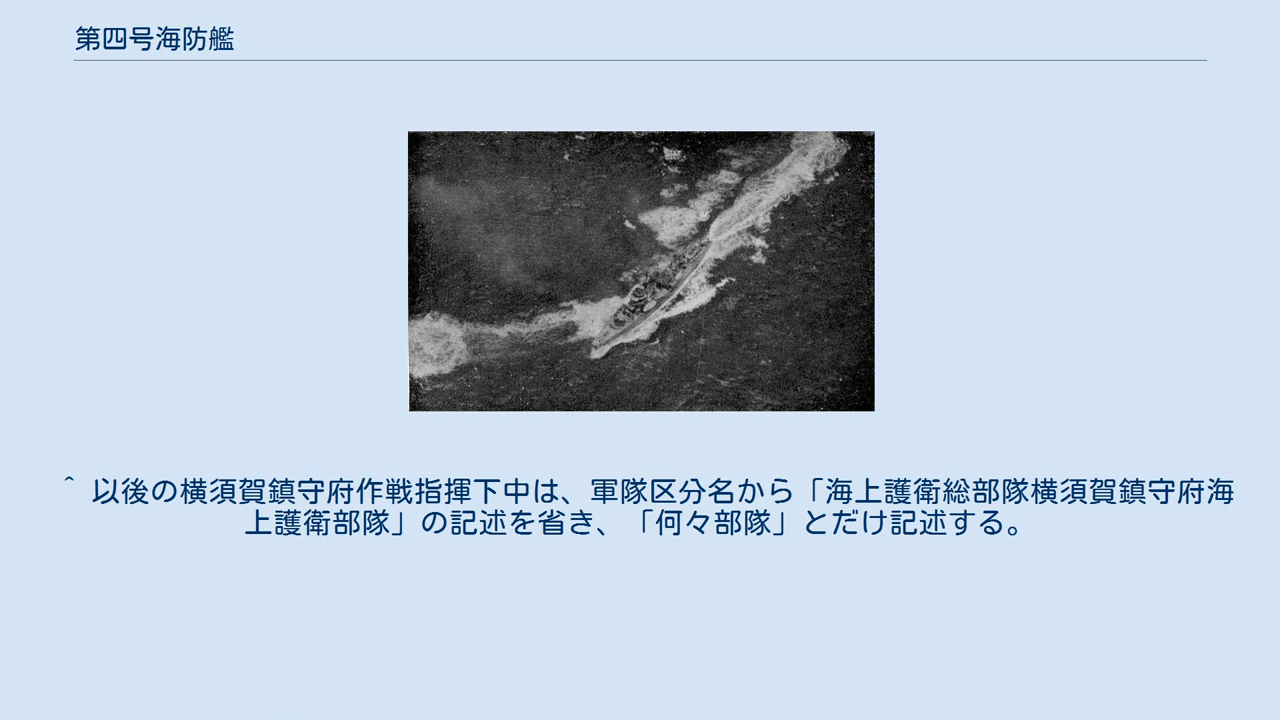 第四号海防艦
^ 以後の横須賀鎮守府作戦指揮下中は、軍隊区分名から「海上護衛総部隊横須賀鎮守府海
上護衛部隊」の記述を省き、「何々部隊」とだけ記述する。